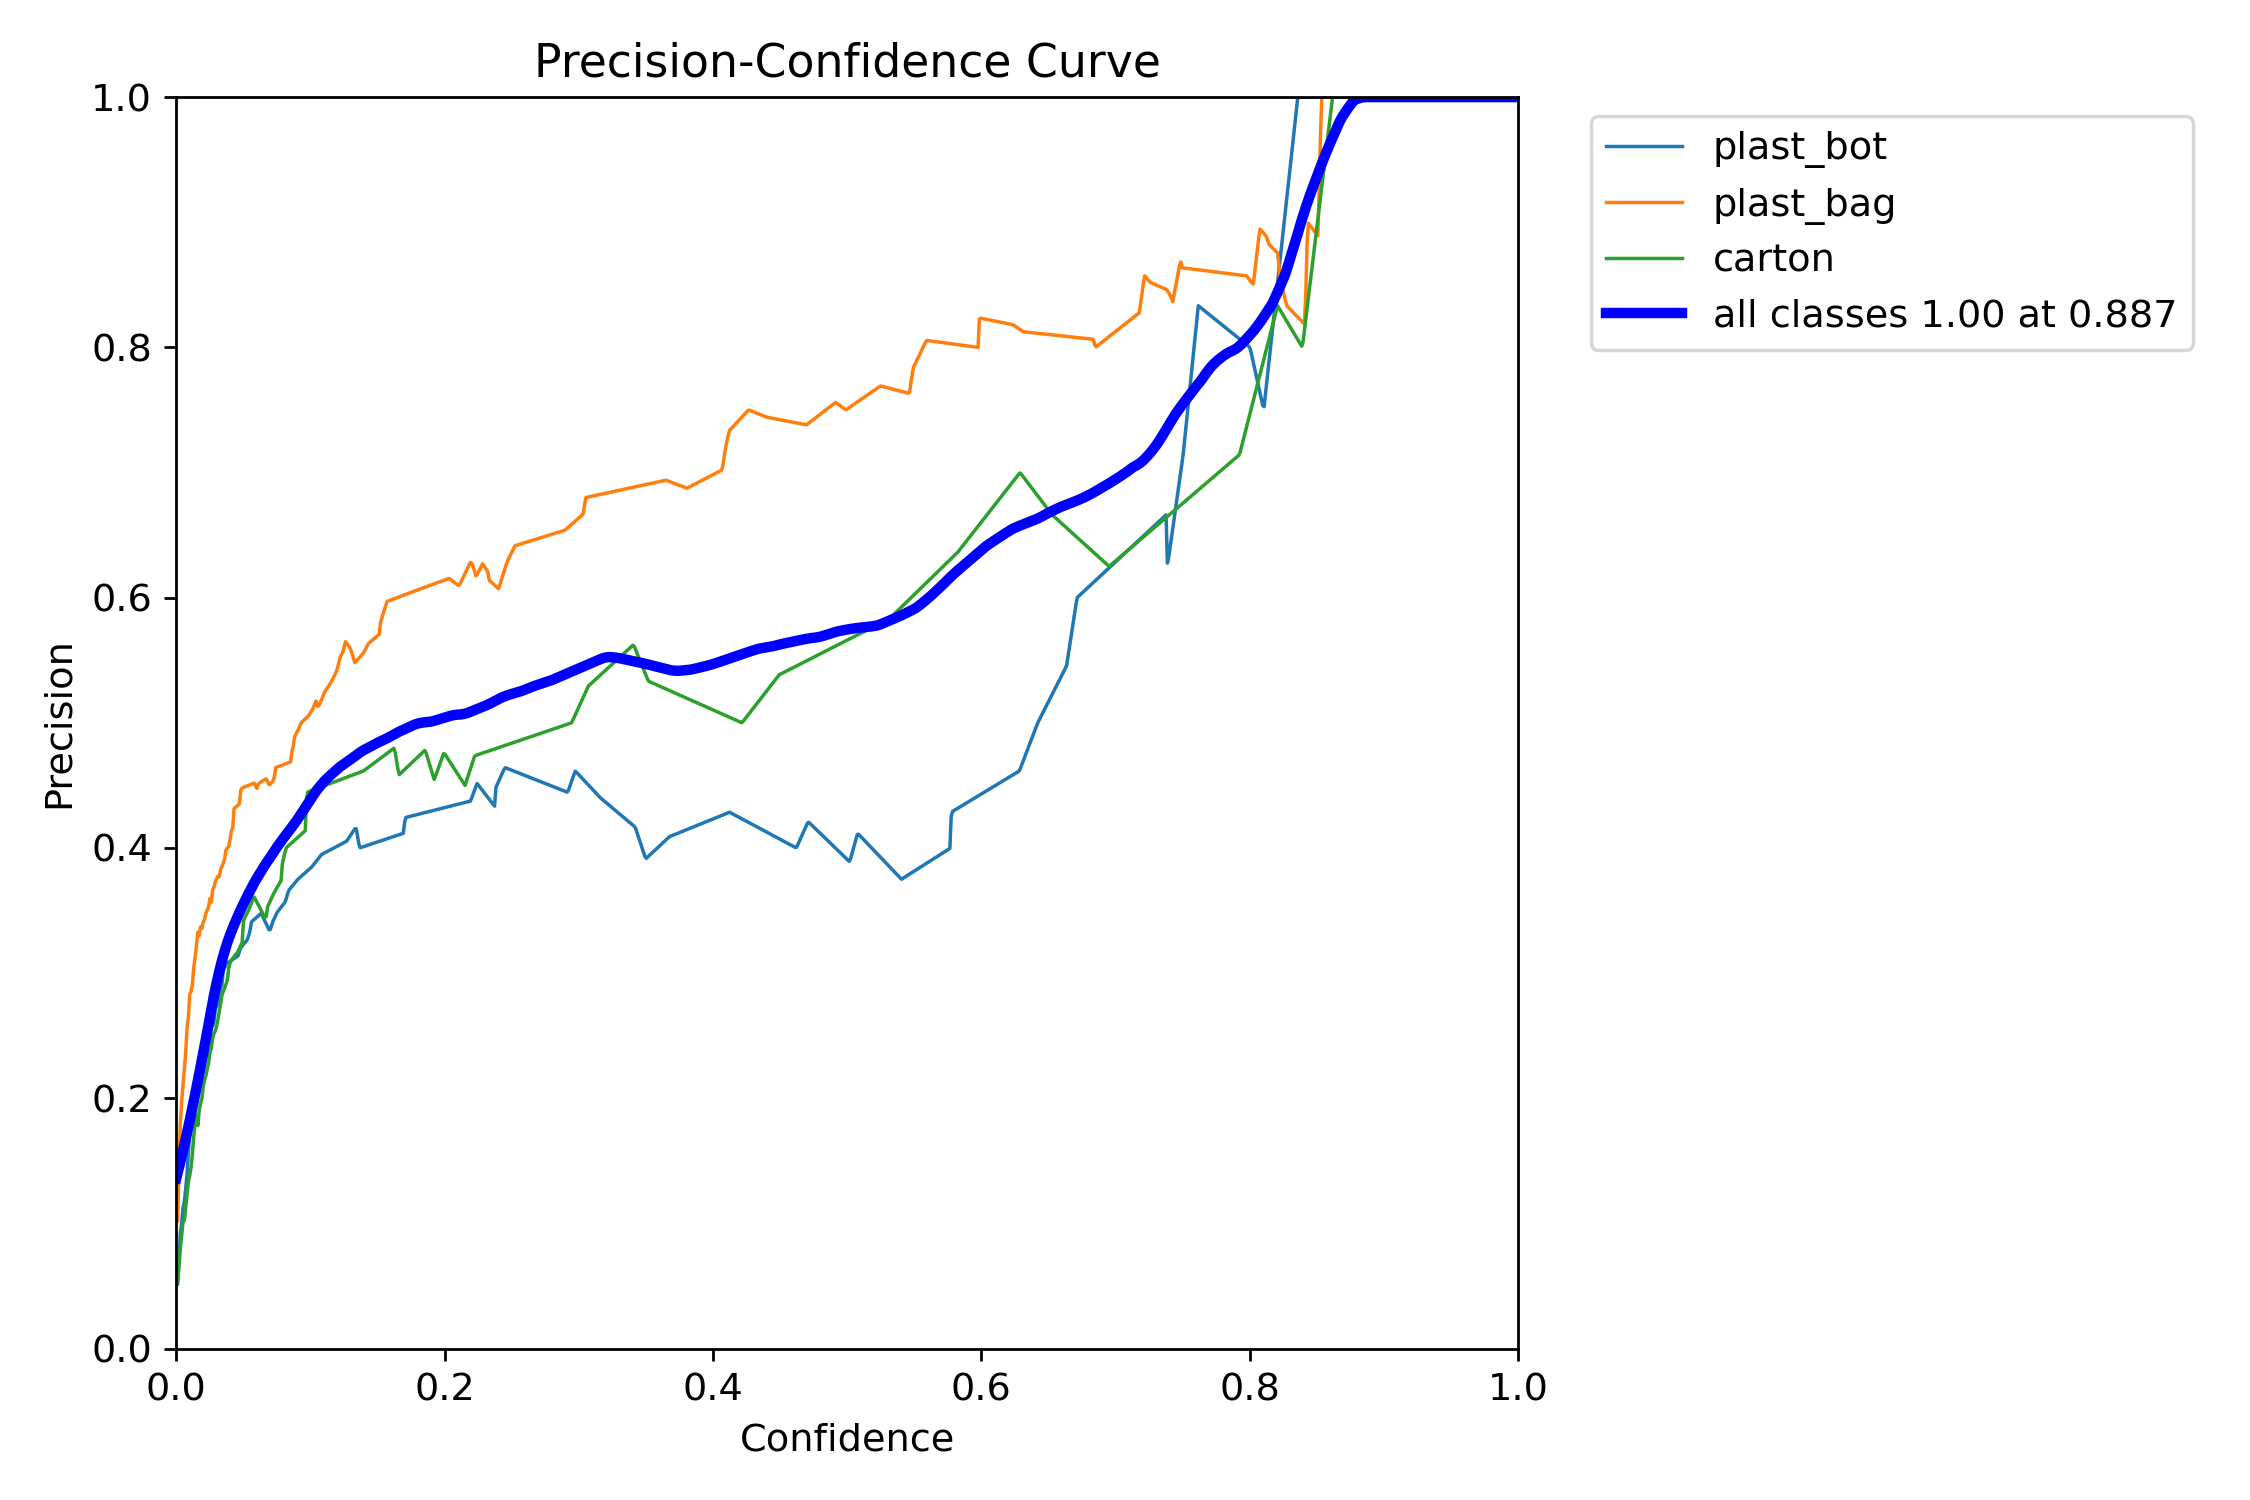 Precision-Confidence Curve
1.0
0.8
0.6
0.4
0.2
0.0
Precision
0.0 0.2 0.4 0.6 0.8 1.0
Confidence
plast_bot
plast_bag
carton
all classes 1.00 at 0.887